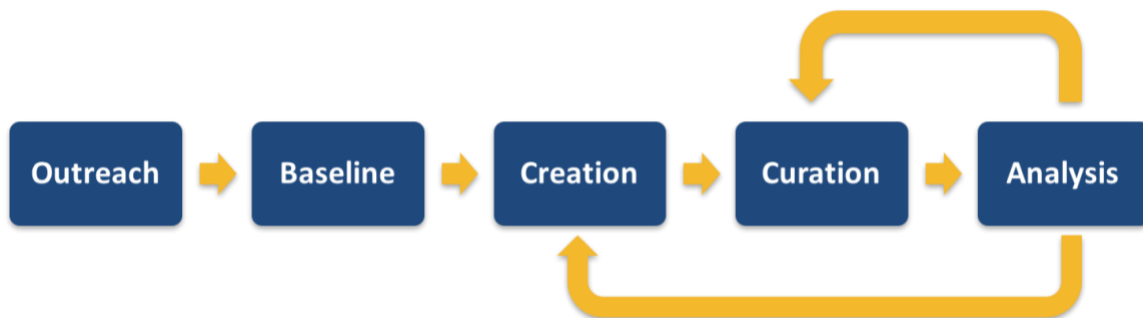 Outreach
Baseline
Creation
Curation
Analysis